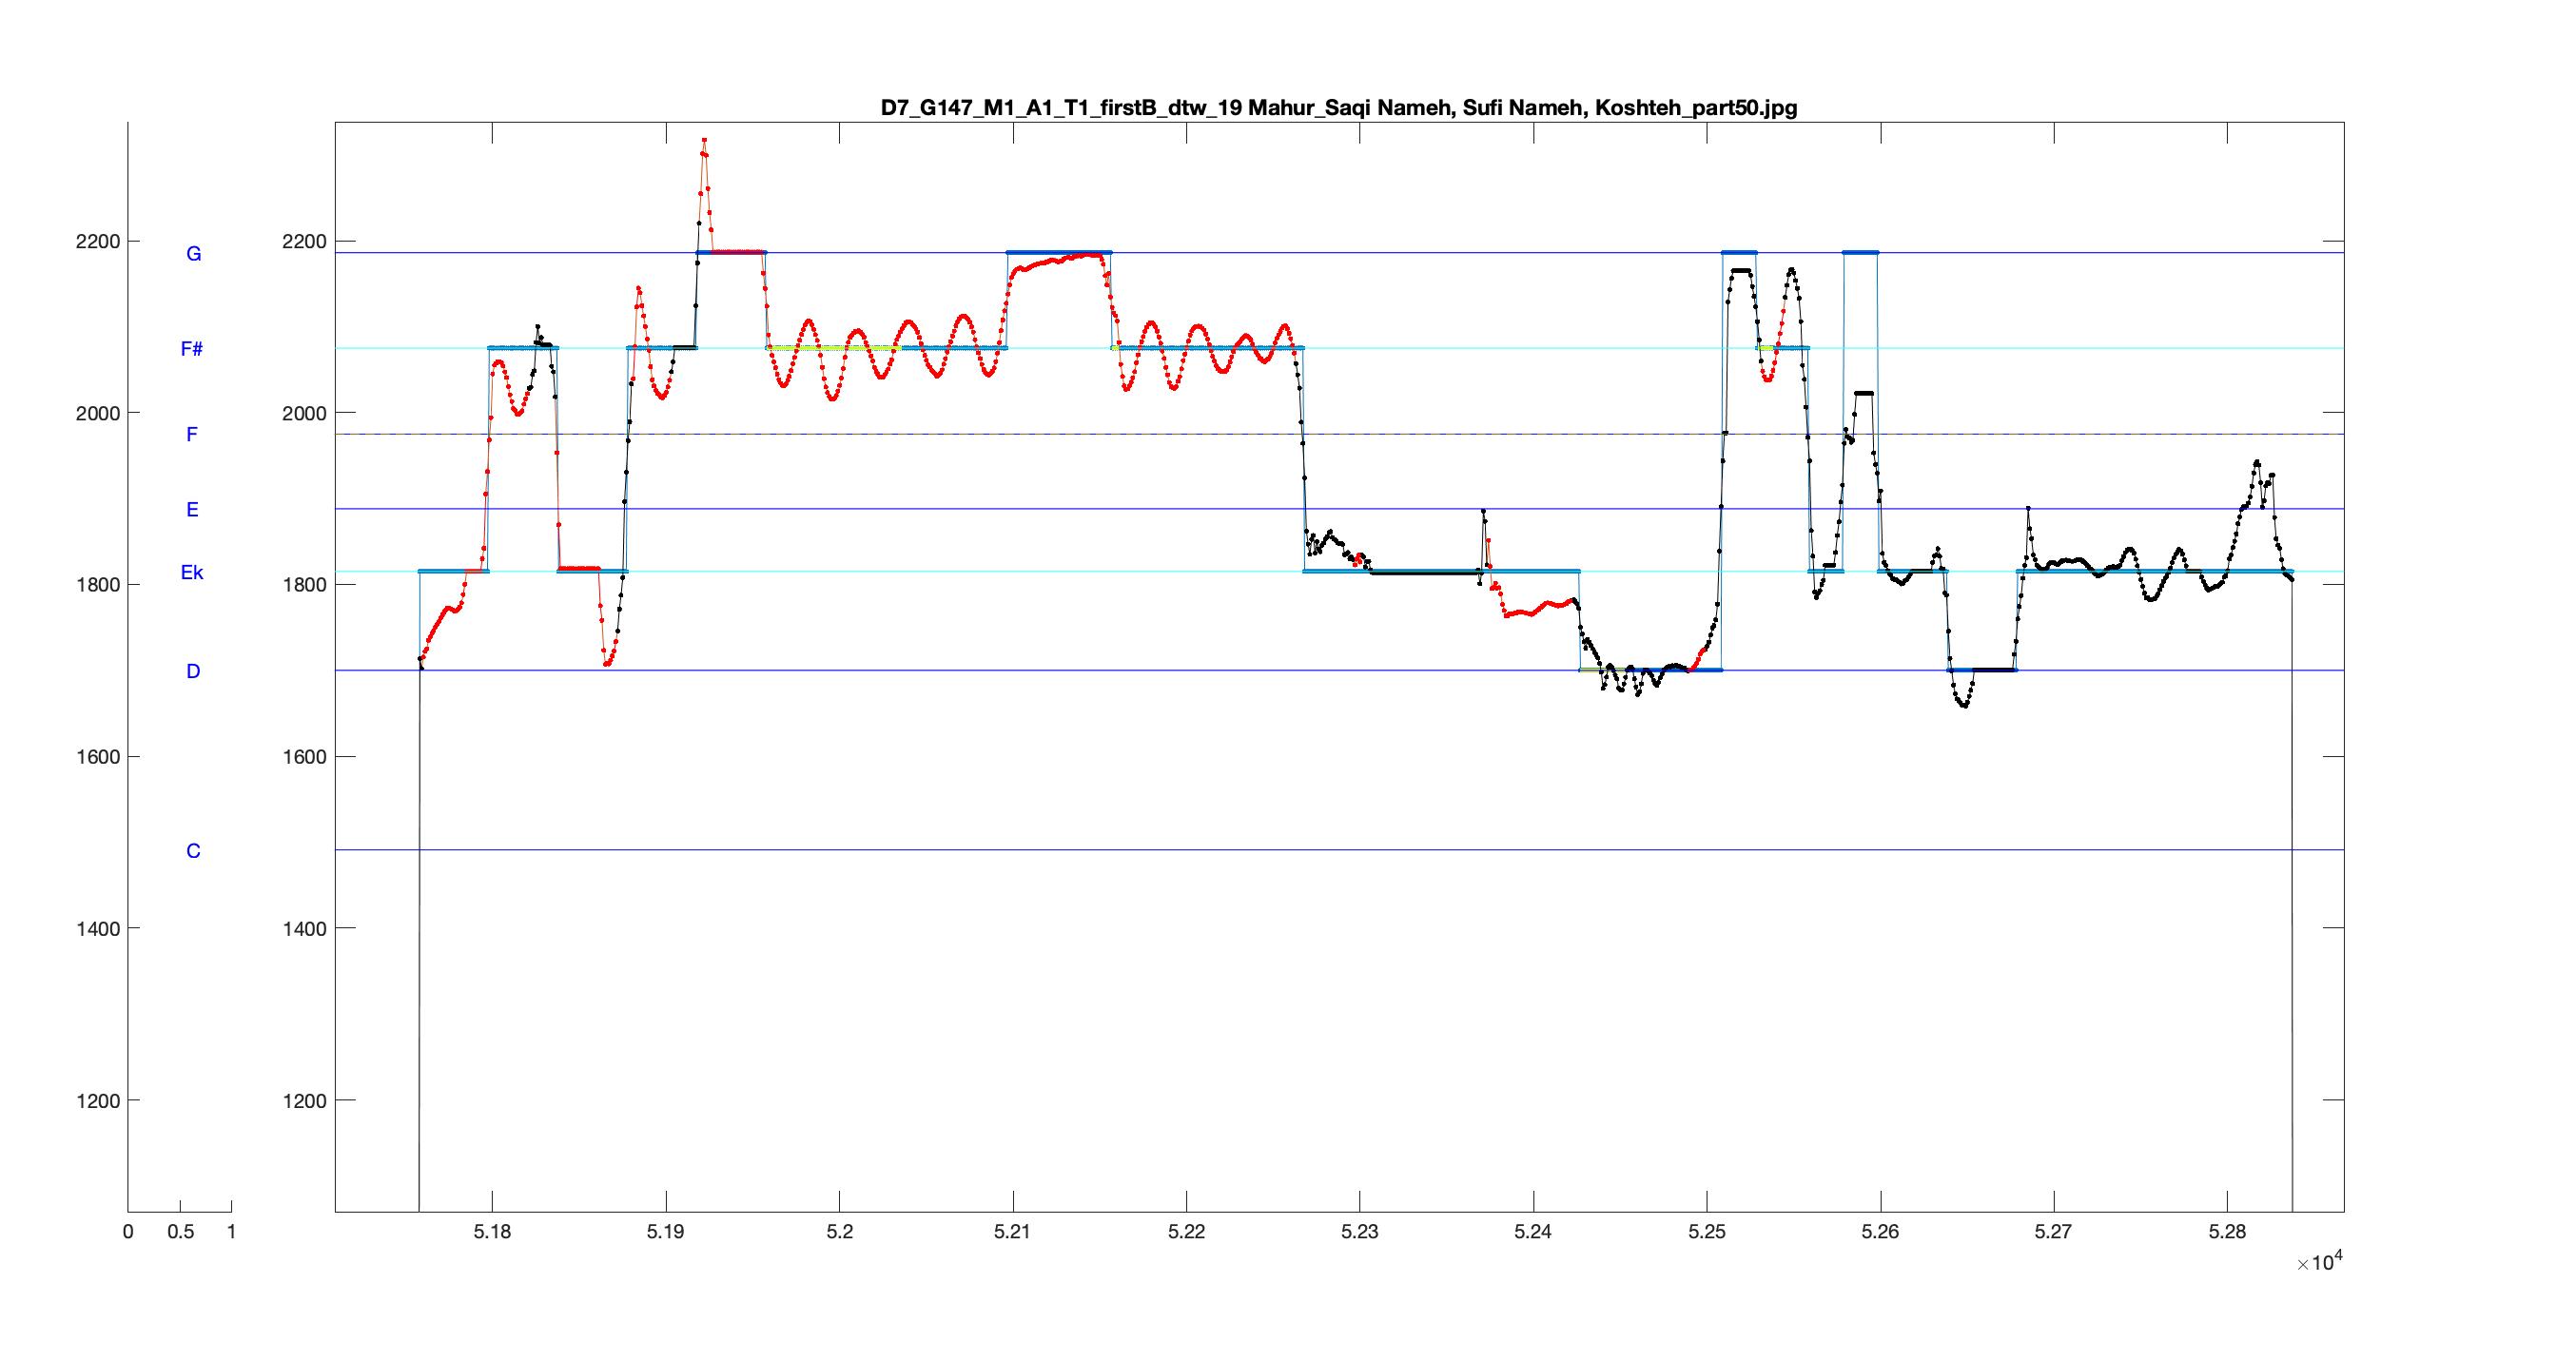 D7_G147_M1_A1_T1_firstB_dtw_19 Mahur_Saqi Nameh, Sufi Nameh, Koshteh_part50.jpg
2200 G 2200
F#
2000 2000
F
E
1800 Ek 1800
D
1600 1600
C
1400 1400
1200 1200
0 0.5 1 5.18 5.19 5.2 5.21 5.22 5.23 5.24 5.25 5.26 5.27 5.28
×10^4